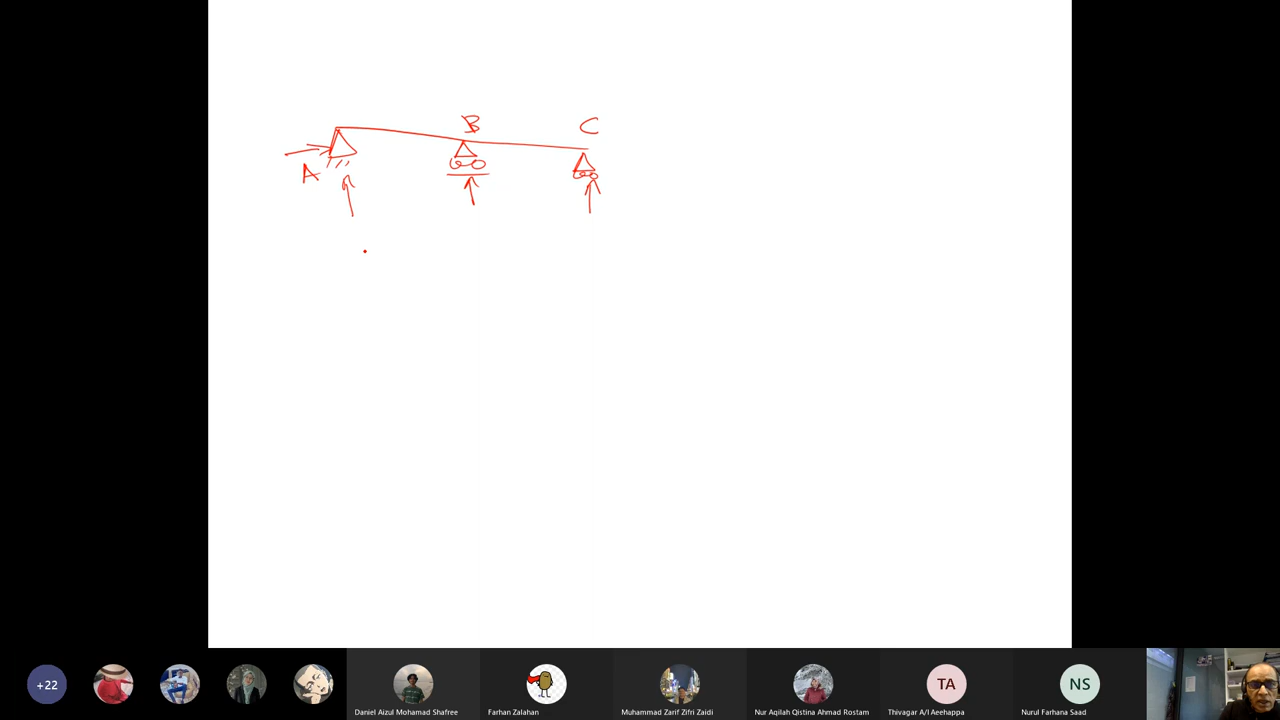 B
C
A
+22
Daniel Aizul Mohamad Shafree
Farhan Zalahan
Muhammad Zarif Zifri Zaidi
Nur Aqilah Qistina Ahmad Rostam
TA
Thivagar A/l Aeehappa
NS
Nurul Farhana Saad